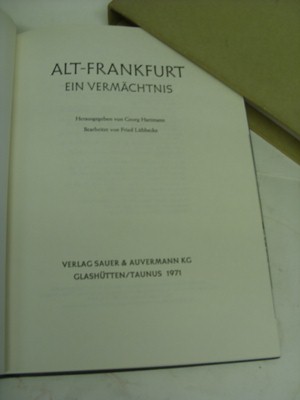 ALT-FRANKFURT
EIN VERMÄCHTNIS
Herausgegeben von Georg Hartmann
Bearbeitet von Fried Lübbecke
VERLAG SAUER & AUVERMANN KG
GLASHÜTTEN/TAUNUS 1971